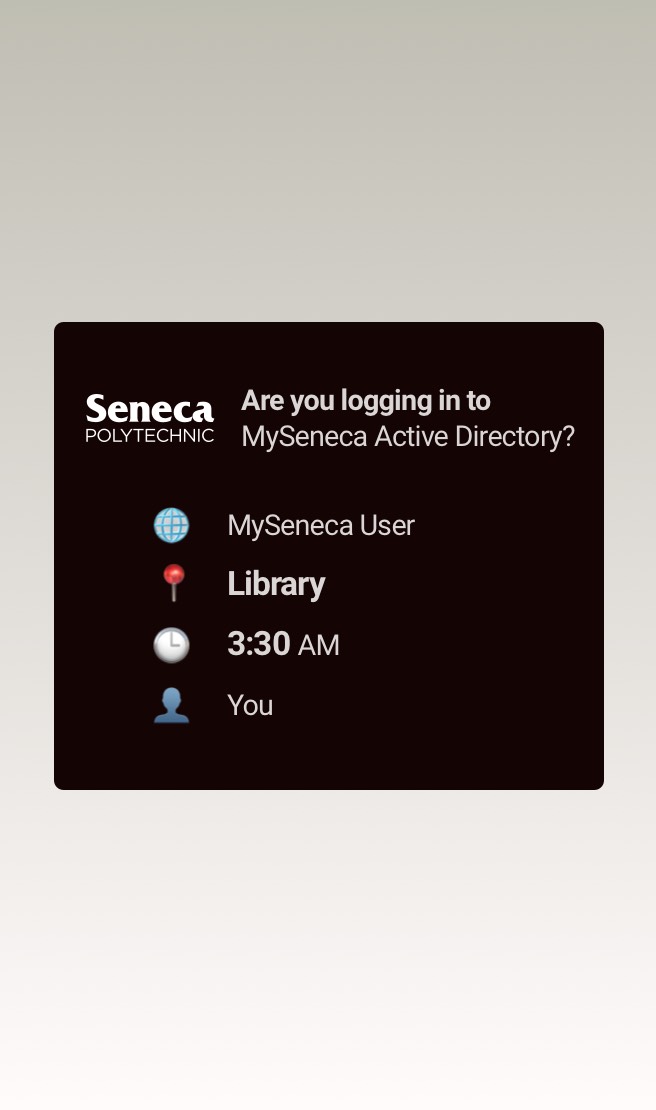 Seneca
POLYTECHNIC
Are you logging in to
MySeneca Active Directory?
MySeneca User
Library
3:30 AM
You